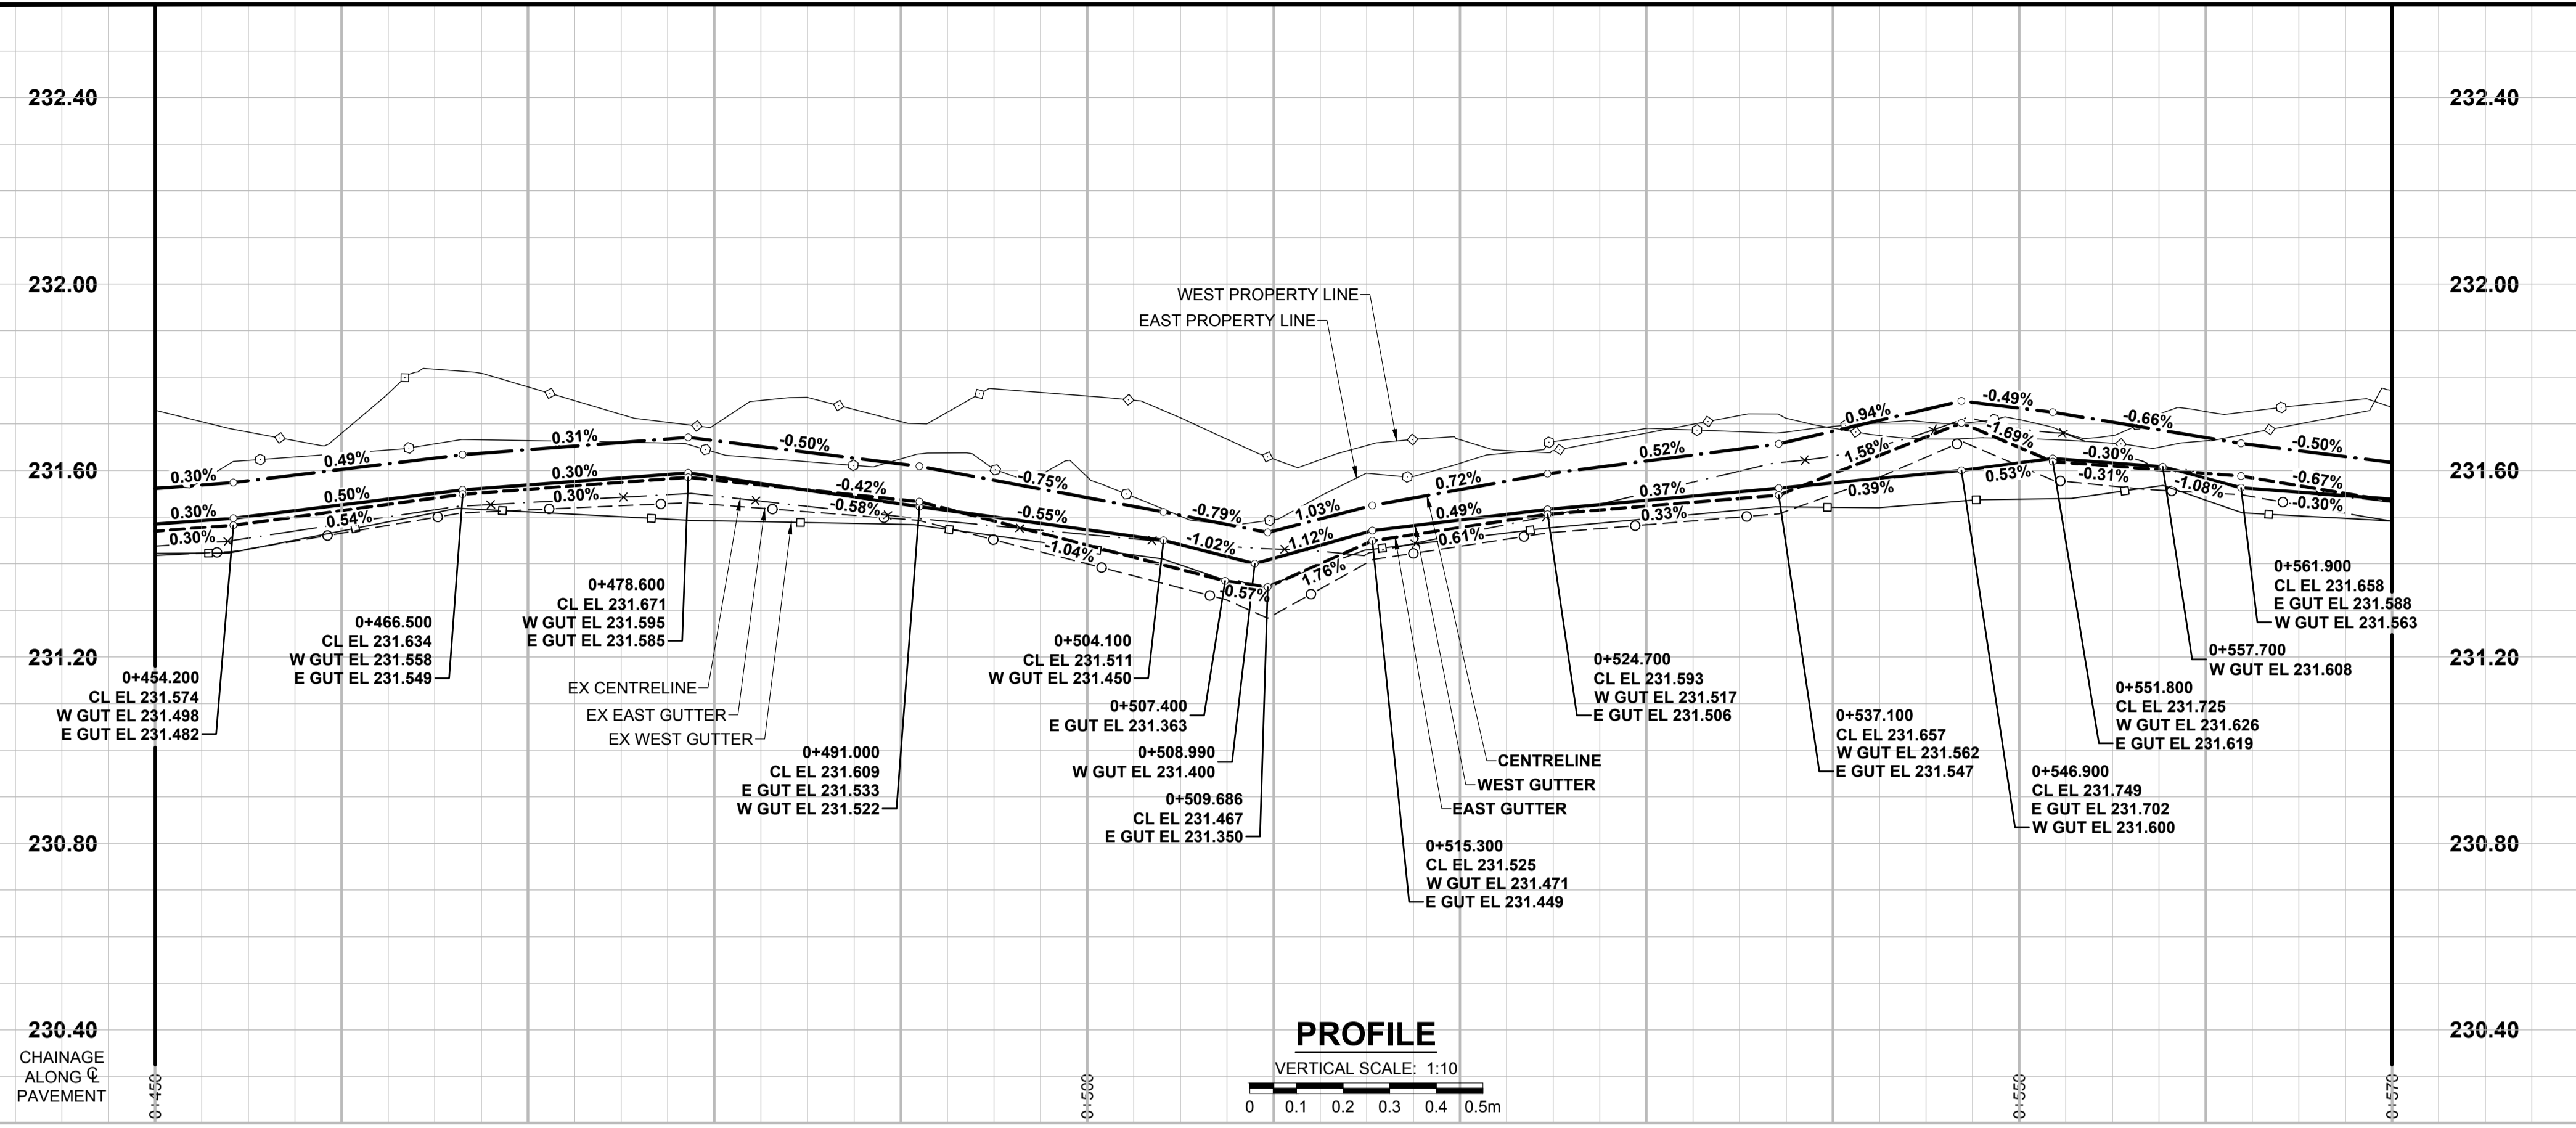 232.40
232.40
232.00
232.00
WEST PROPERTY LINE
EAST PROPERTY LINE
231.60
231.60
0.30%
0.49%
0.31%
-0.50%
-0.75%
-0.79%
1.03%
0.72%
0.52%
0.94%
-0.49%
-0.66%
-0.50%
0.30%
0.50%
0.30%
-0.42%
-0.55%
-1.02%
1.12%
0.49%
0.37%
1.58%
-1.69%
-0.30%
-0.67%
0.30%
0.54%
0.30%
-0.58%
-1.04%
-0.57%
1.76%
0.61%
0.33%
0.39%
0.53%
-0.31%
-1.08%
-0.30%
0+454.200
CL EL 231.574
W GUT EL 231.498
E GUT EL 231.482
0+466.500
CL EL 231.634
W GUT EL 231.558
E GUT EL 231.549
0+478.600
CL EL 231.671
W GUT EL 231.595
E GUT EL 231.585
EX CENTRELINE
EX EAST GUTTER
EX WEST GUTTER
0+491.000
CL EL 231.609
E GUT EL 231.533
W GUT EL 231.522
0+504.100
CL EL 231.511
W GUT EL 231.450
0+507.400
E GUT EL 231.363
0+508.990
W GUT EL 231.400
0+509.686
CL EL 231.467
E GUT EL 231.350
CENTRELINE
WEST GUTTER
EAST GUTTER
0+515.300
CL EL 231.525
W GUT EL 231.471
E GUT EL 231.449
0+524.700
CL EL 231.593
W GUT EL 231.517
E GUT EL 231.506
0+537.100
CL EL 231.657
W GUT EL 231.562
E GUT EL 231.547
0+546.900
CL EL 231.749
E GUT EL 231.702
W GUT EL 231.600
0+551.800
CL EL 231.725
W GUT EL 231.626
E GUT EL 231.619
0+557.700
W GUT EL 231.608
0+561.900
CL EL 231.658
E GUT EL 231.588
W GUT EL 231.563
231.20
231.20
230.80
230.80
230.40
230.40
CHAINAGE
ALONG ℄
PAVEMENT
0+450
0+500
0+550
0+570
PROFILE
VERTICAL SCALE: 1:10
0 0.1 0.2 0.3 0.4 0.5m